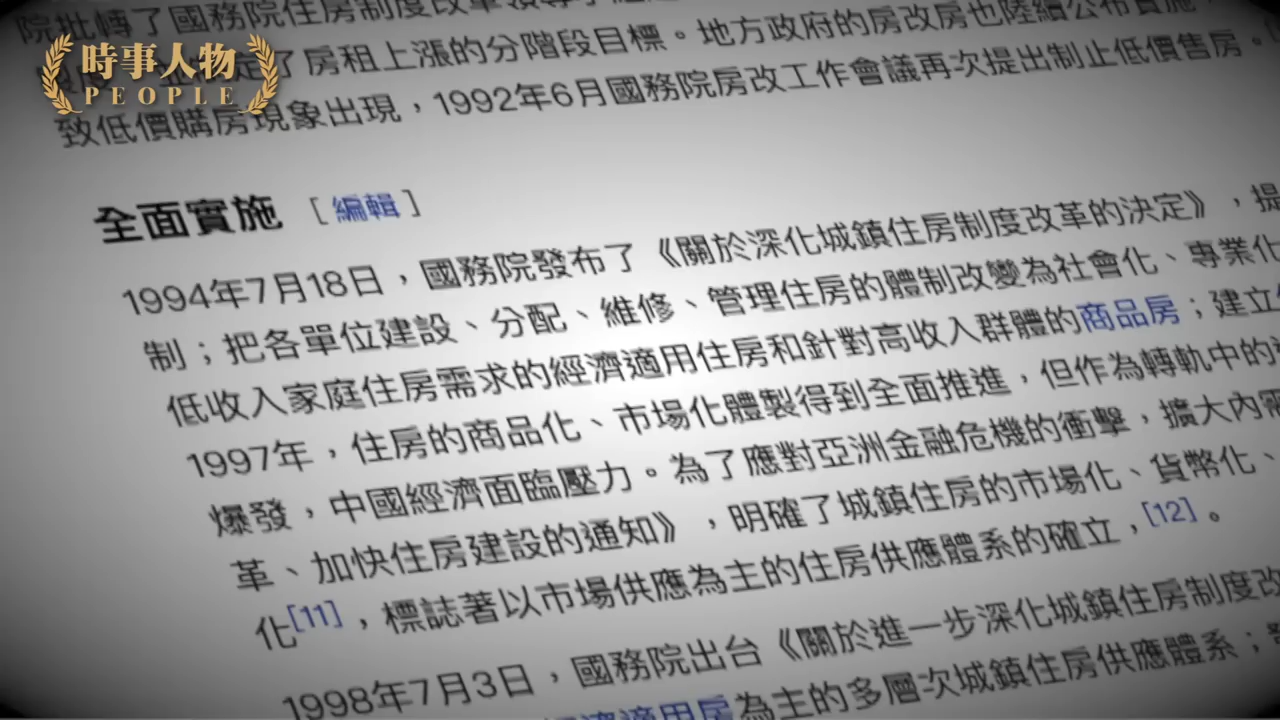 時事人物
PEOPLE
院批轉了國務院住房制度改革領導小組
定了房租上漲的分階段目標。地方政府的房改房也陸續公布實施
致低價購房現象出現，1992年6月國務院房改工作會議再次提出制止低價售房。
全面實施 [編輯]
1994年7月18日，國務院發布了《關於深化城鎮住房制度改革的決定》，提
制；把各單位建設、分配、維修、管理住房的體制改變為社會化、專業化
低收入家庭住房需求的經濟適用住房和針對高收入群體的商品房；建立
1997年，住房的商品化、市場化體製得到全面推進，但作為轉軌中的
爆發，中國經濟面臨壓力。為了應對亞洲金融危機的衝擊，擴大內需
革、加快住房建設的通知》，明確了城鎮住房的市場化、貨幣化、
化[11]，標誌著以市場供應為主的住房供應體系的確立，[12]。
1998年7月3日，國務院出台《關於進一步深化城鎮住房制度改
經濟適用房為主的多層次城鎮住房供應體系；